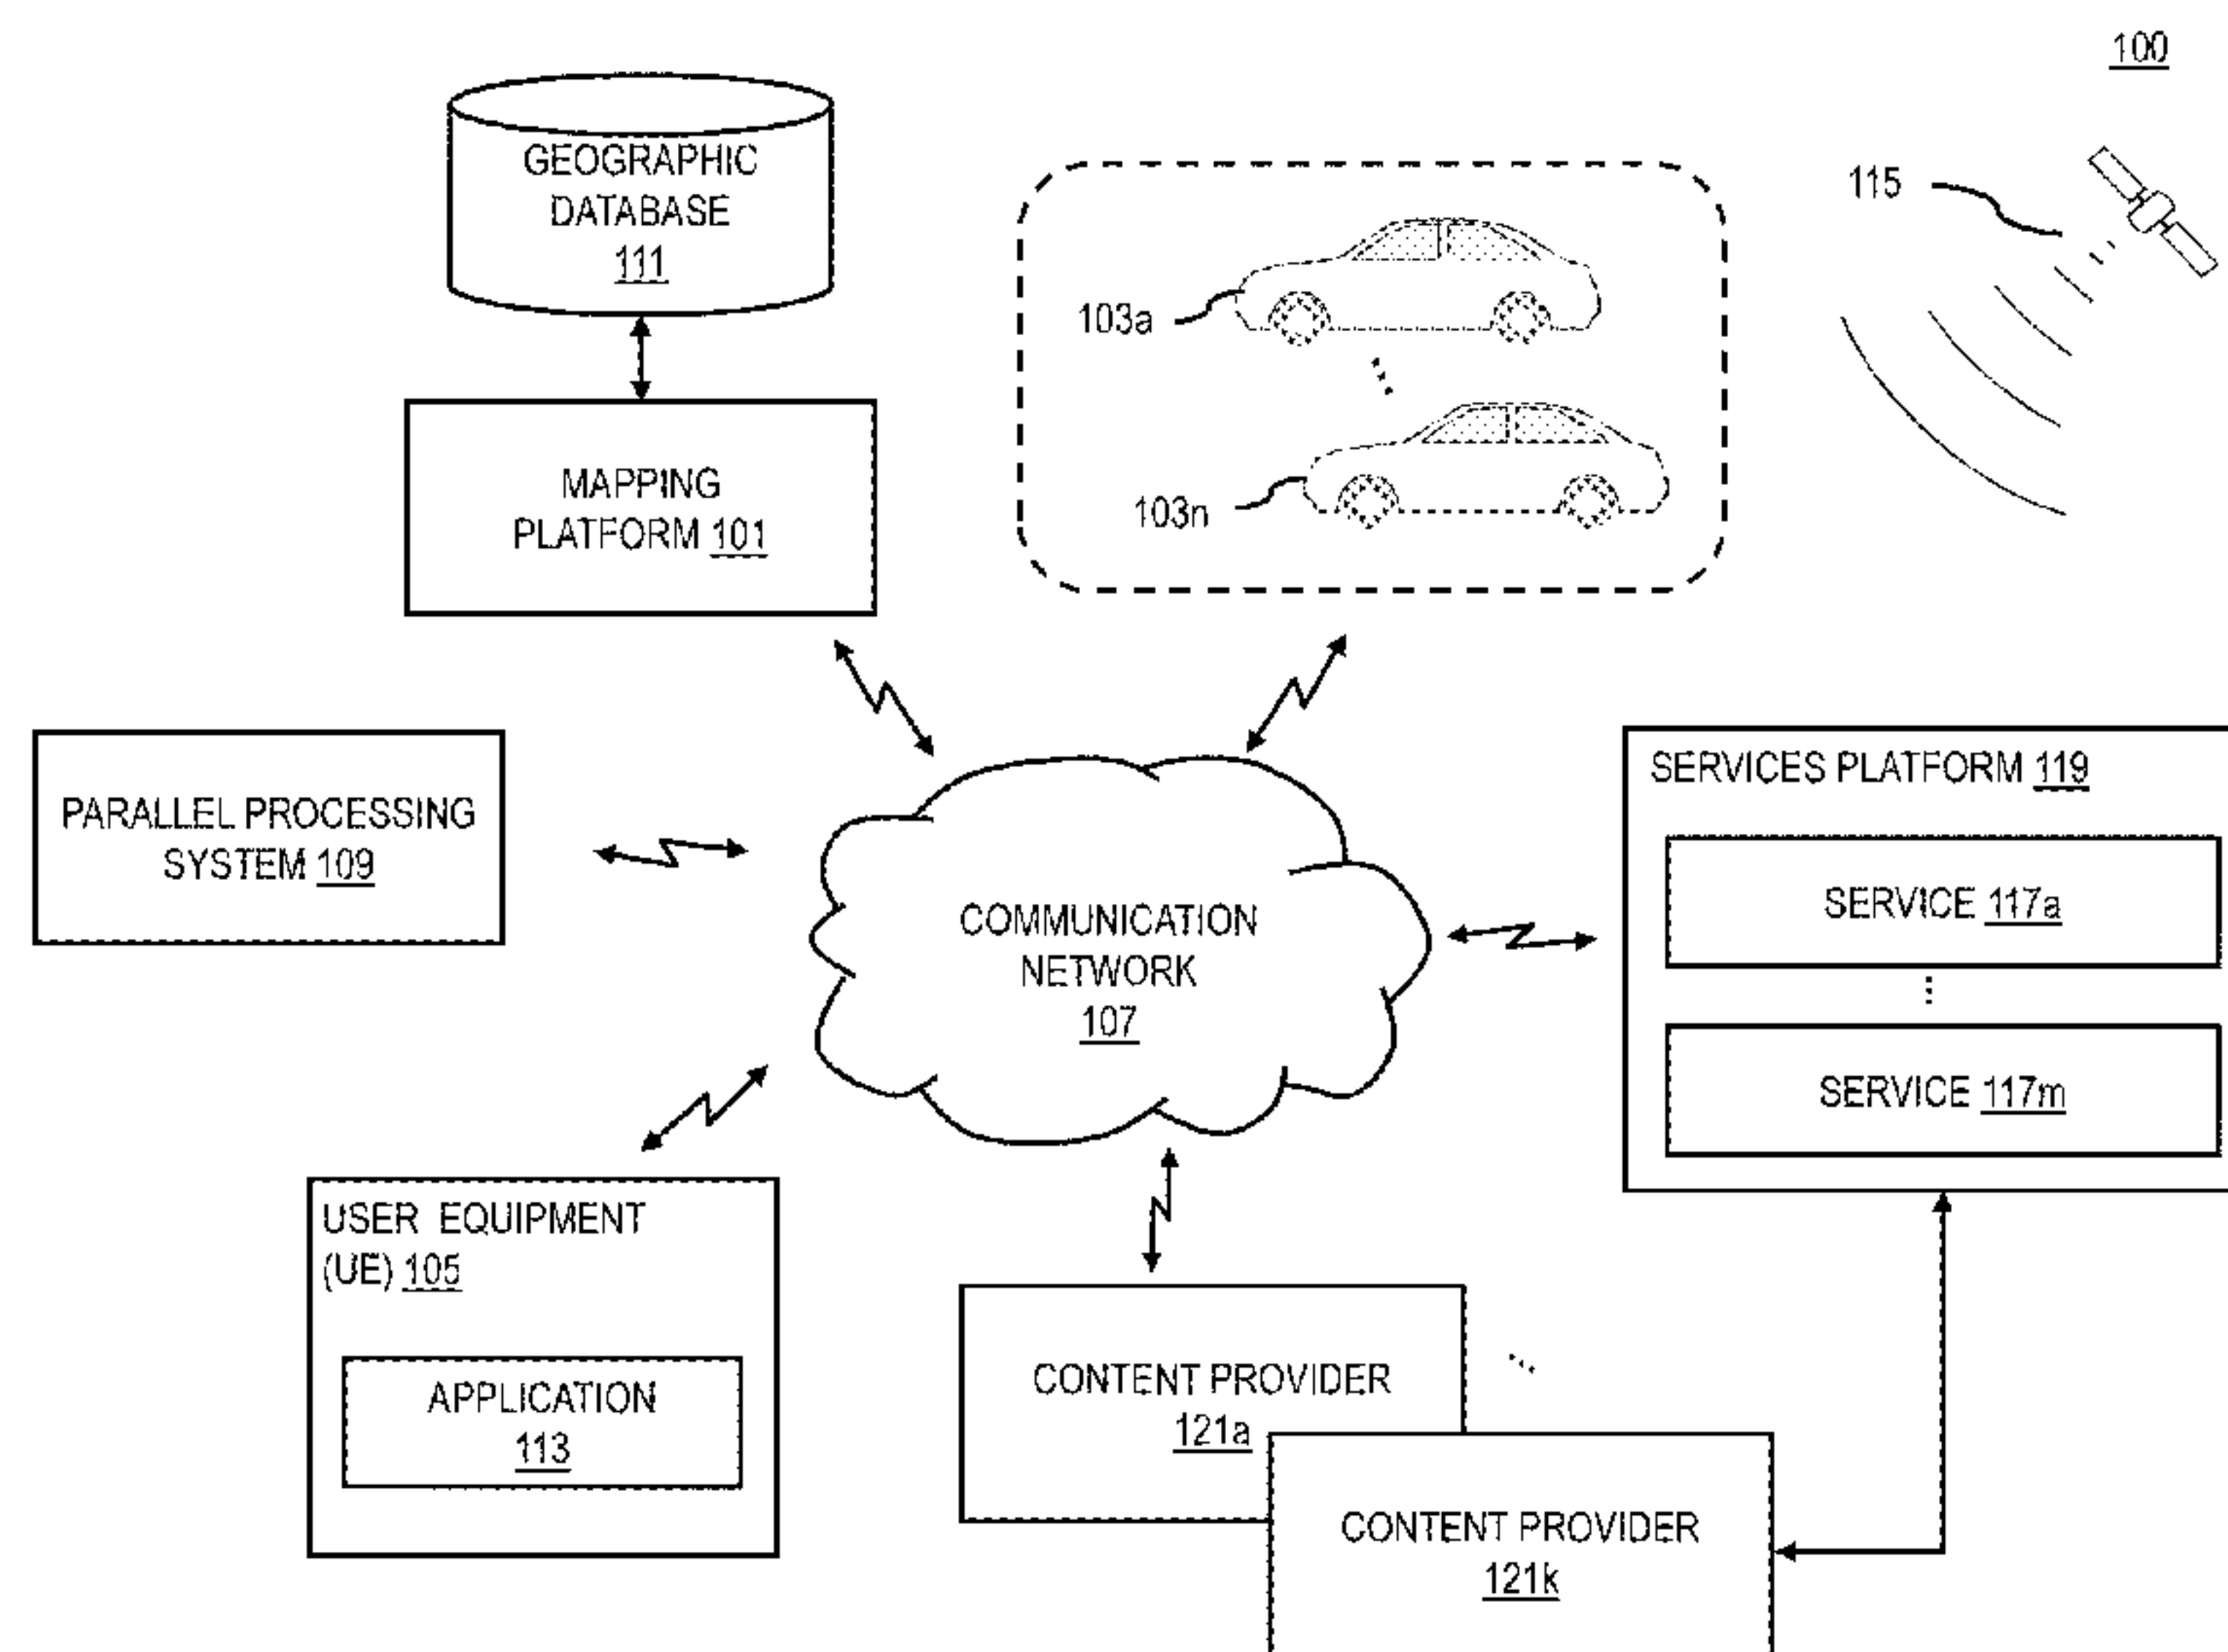 100
GEOGRAPHIC
DATABASE
111
115
103a
103n
MAPPING
PLATFORM 101
PARALLEL PROCESSING
SYSTEM 109
SERVICES PLATFORM 119
SERVICE 117a
SERVICE 117m
COMMUNICATION
NETWORK
107
USER EQUIPMENT
(UE) 105
APPLICATION
113
CONTENT PROVIDER
121a
CONTENT PROVIDER
121k